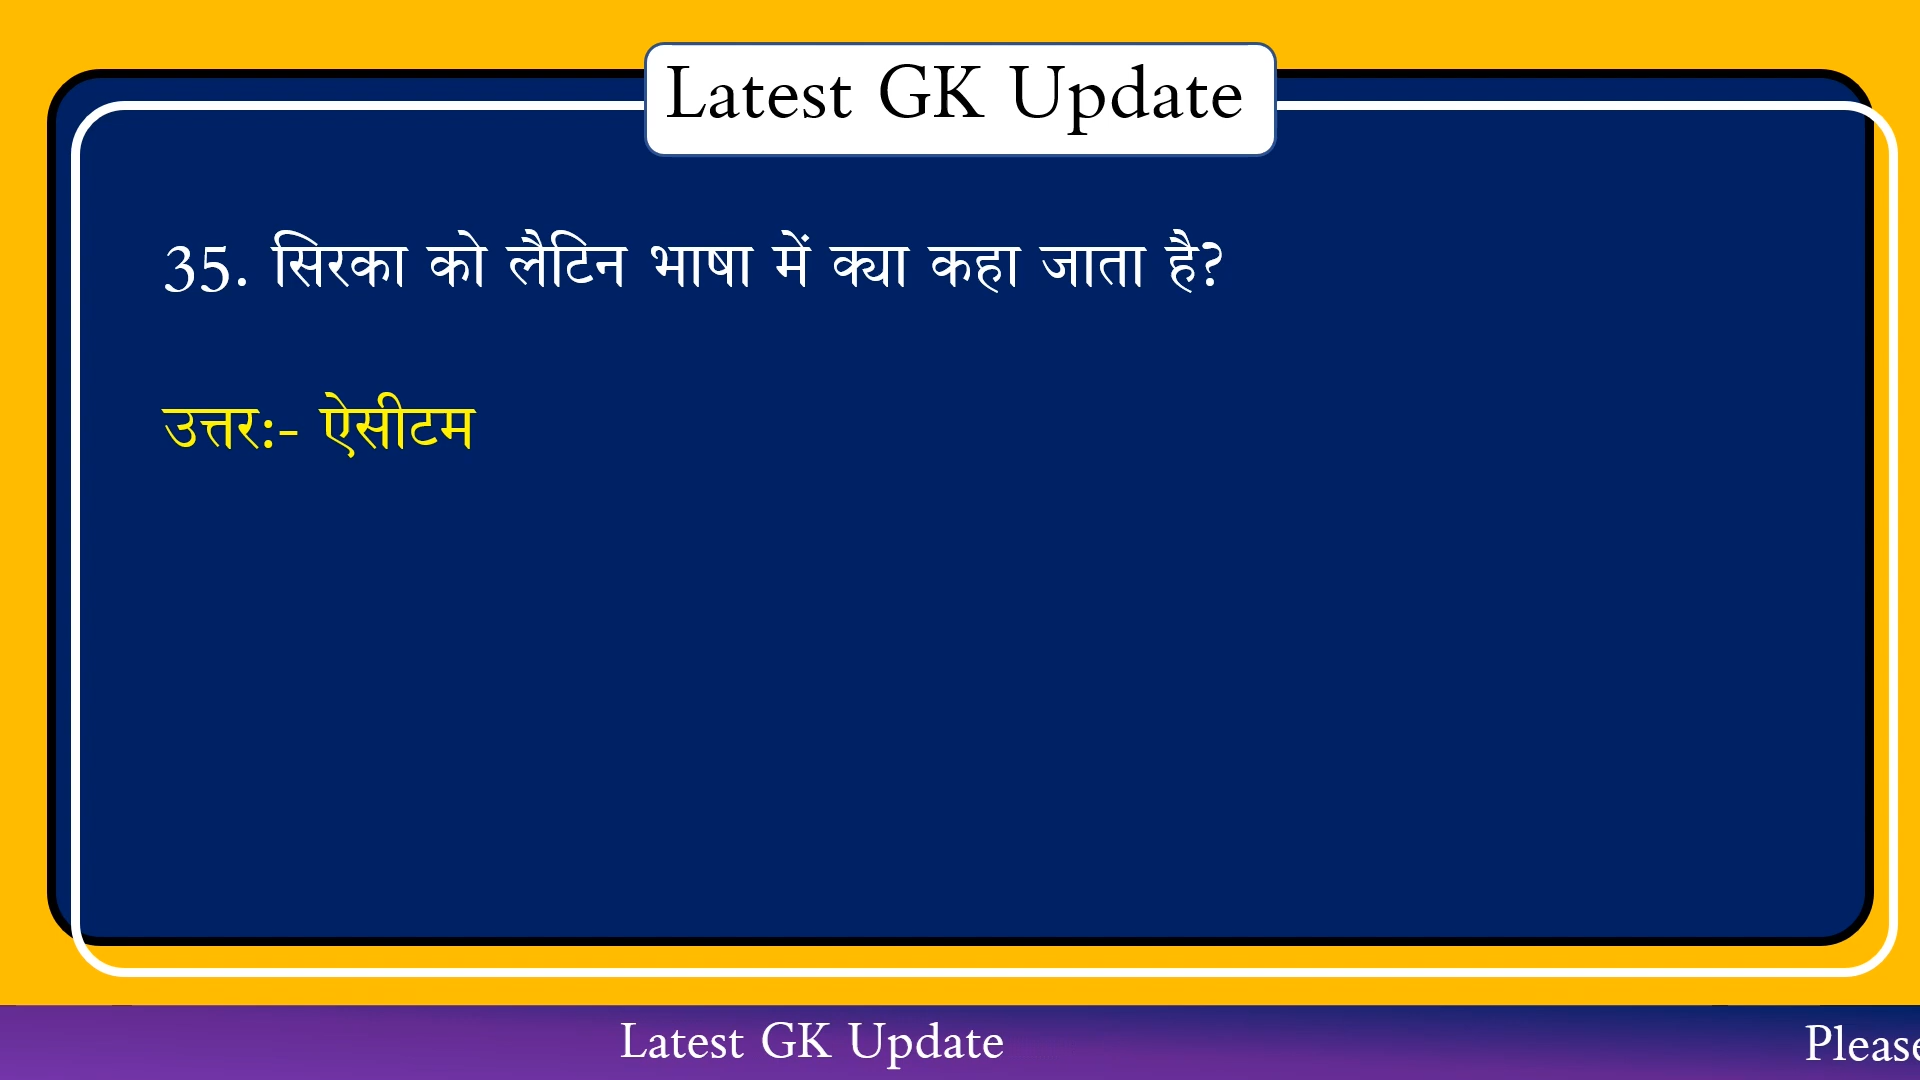 Latest GK Update
35. सिरका को लैटिन भाषा में क्या कहा जाता है?
उत्तर:- ऐसीटम
Latest GK Update
Please